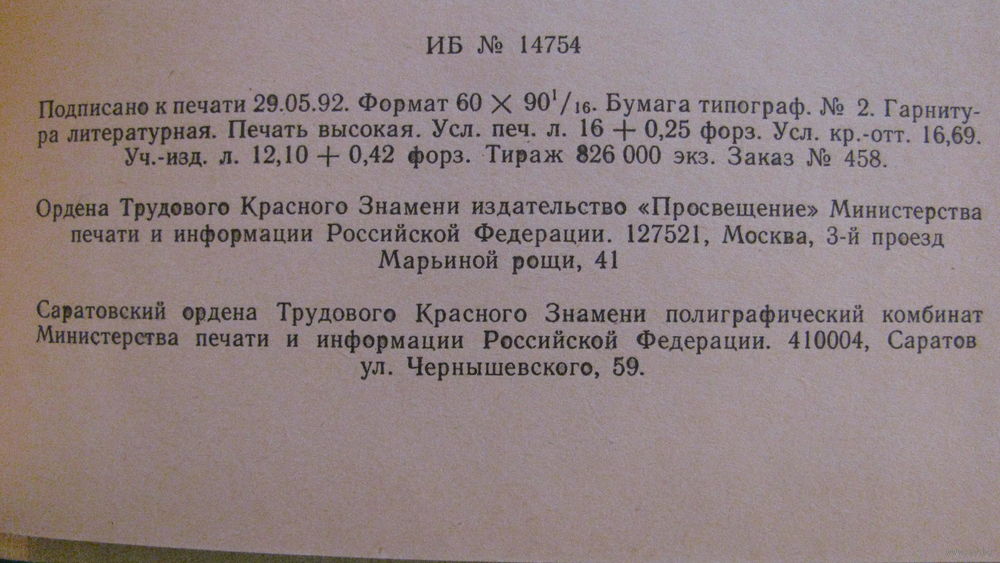 ИБ № 14754
Подписано к печати 29.05.92. Формат 60 × 90¹/₁₆. Бумага типограф. № 2. Гарниту-
ра литературная. Печать высокая. Усл. печ. л. 16 + 0,25 форз. Усл. кр.-отт. 16,69.
Уч.-изд. л. 12,10 + 0,42 форз. Тираж 826 000 экз. Заказ № 458.
Ордена Трудового Красного Знамени издательство «Просвещение» Министерства
печати и информации Российской Федерации. 127521, Москва, 3-й проезд
Марьиной рощи, 41
Саратовский ордена Трудового Красного Знамени полиграфический комбинат
Министерства печати и информации Российской Федерации. 410004, Саратов
ул. Чернышевского, 59.